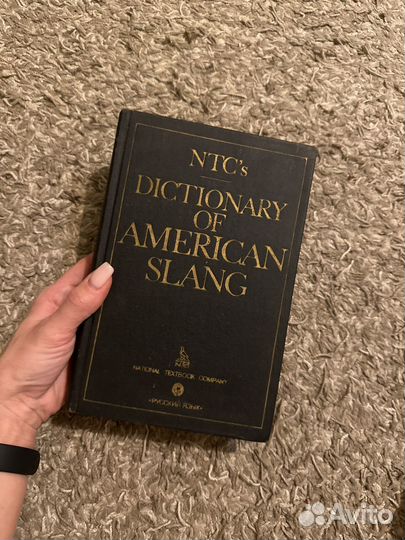 NTC's
DICTIONARY
OF
AMERICAN
SLANG
NATIONAL TEXTBOOK COMPANY
«РУССКИЙ ЯЗЫК»
Avito